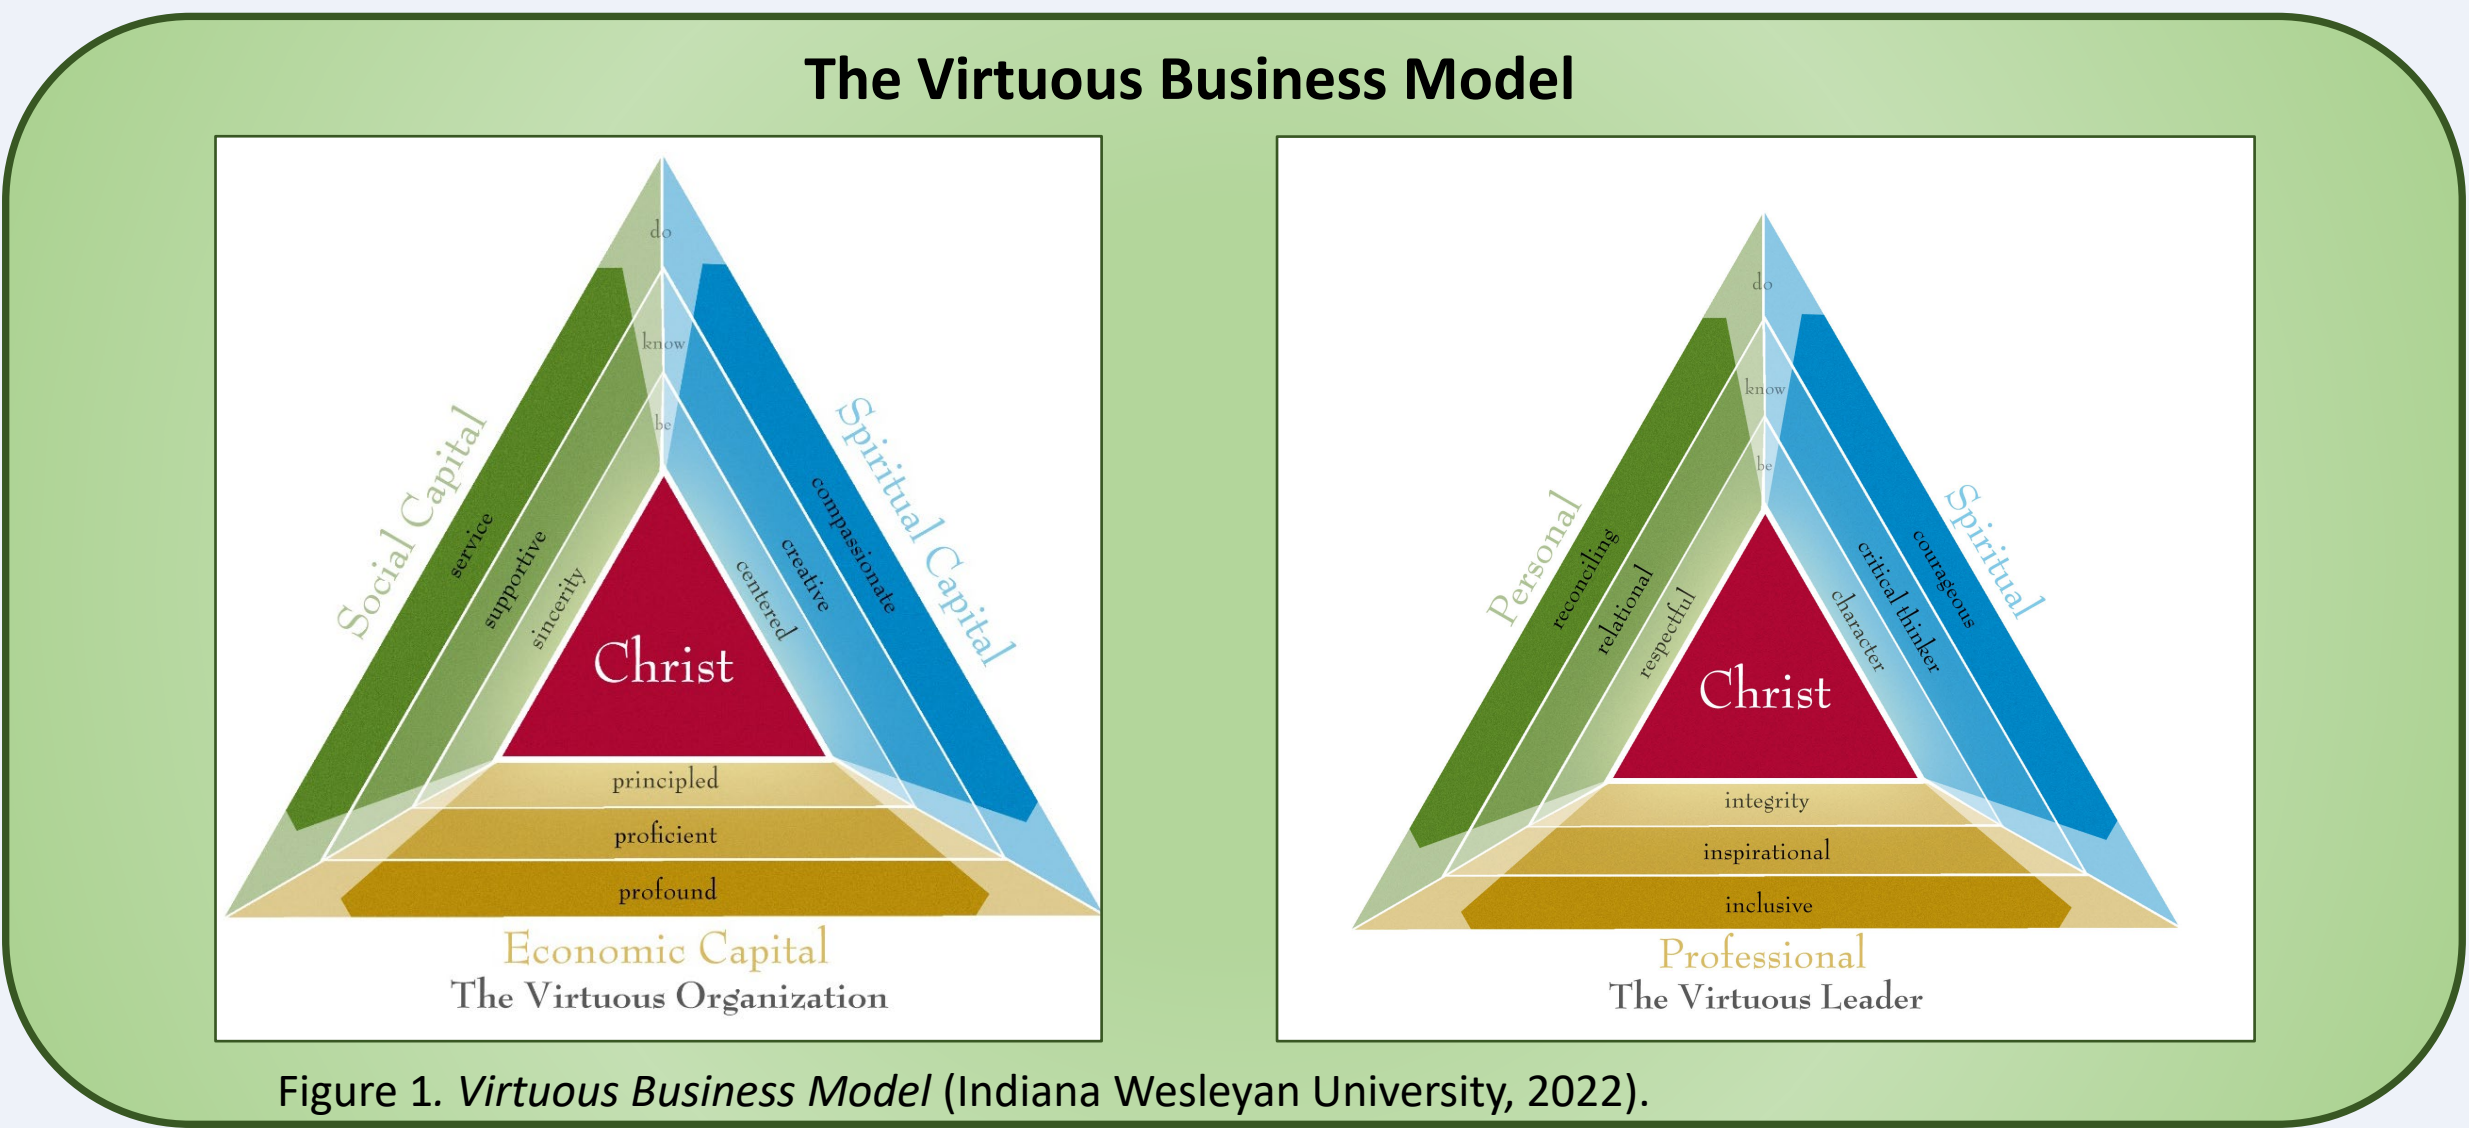 The Virtuous Business Model
do
know
be
Social Capital
service
supportive
sincerity
Spiritual Capital
compassionate
creative
centered
Christ
principled
proficient
profound
Economic Capital
The Virtuous Organization
do
know
be
Personal
reconciling
relational
respectful
Spiritual
courageous
critical thinker
character
Christ
integrity
inspirational
inclusive
Professional
The Virtuous Leader
Figure 1. Virtuous Business Model (Indiana Wesleyan University, 2022).